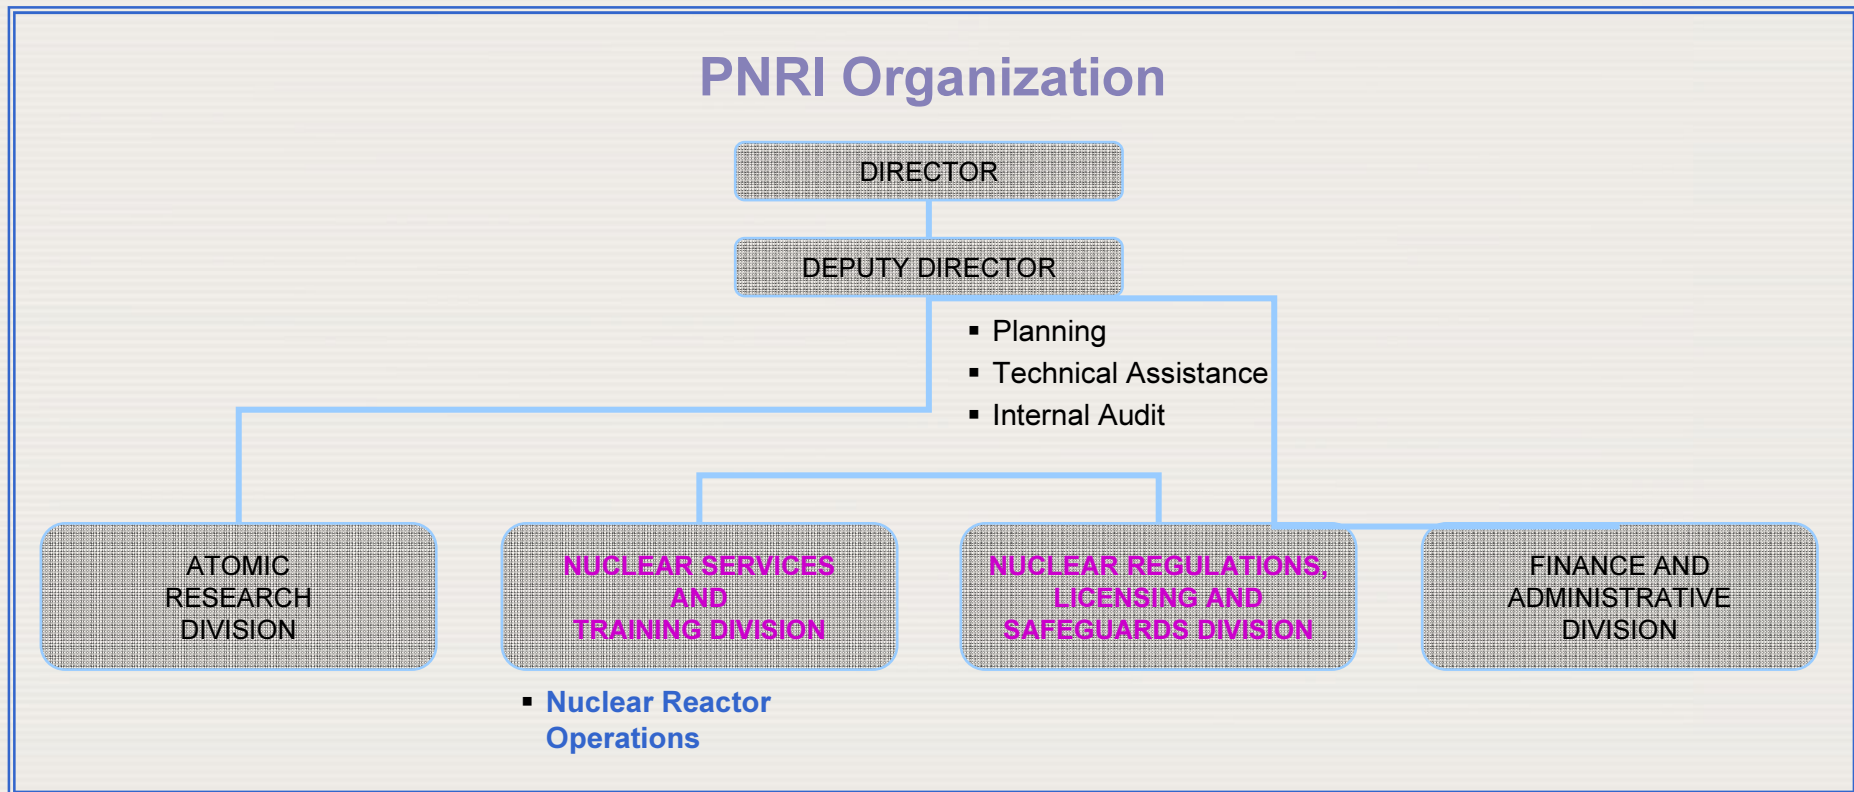 PNRI Organization
DIRECTOR
DEPUTY DIRECTOR
▪ Planning
▪ Technical Assistance
▪ Internal Audit
ATOMIC
RESEARCH
DIVISION
NUCLEAR SERVICES
AND
TRAINING DIVISION
NUCLEAR REGULATIONS,
LICENSING AND
SAFEGUARDS DIVISION
FINANCE AND
ADMINISTRATIVE
DIVISION
▪ Nuclear Reactor
Operations